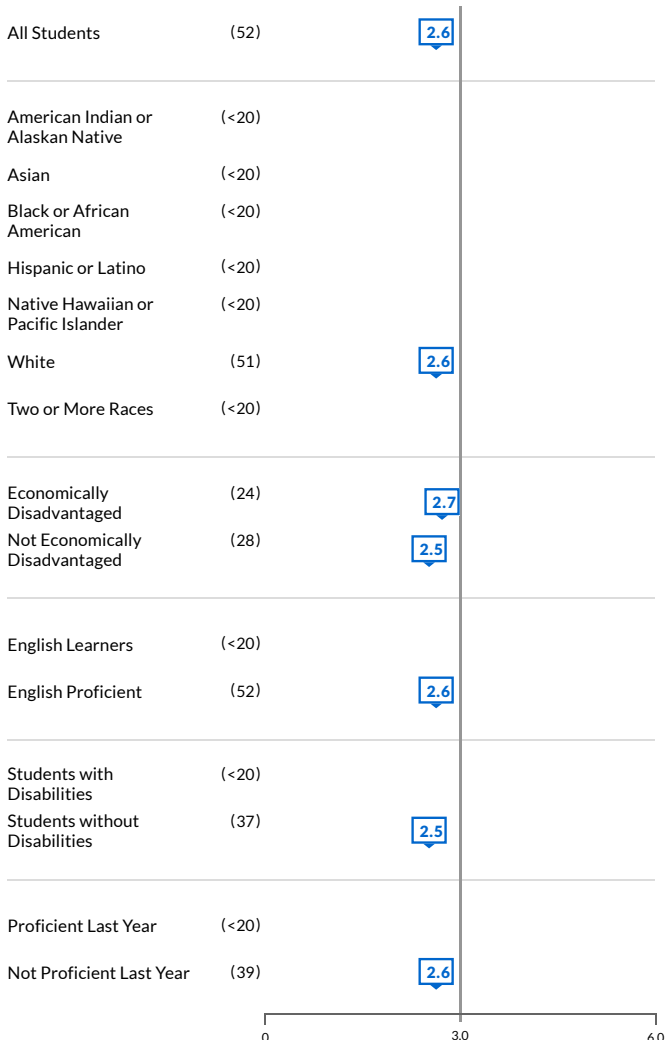 All Students (52) 2.6
American Indian or (<20)
Alaskan Native
Asian (<20)
Black or African (<20)
American
Hispanic or Latino (<20)
Native Hawaiian or (<20)
Pacific Islander
White (51) 2.6
Two or More Races (<20)
Economically (24) 2.7
Disadvantaged
Not Economically (28) 2.5
Disadvantaged
English Learners (<20)
English Proficient (52) 2.6
Students with (<20)
Disabilities
Students without (37) 2.5
Disabilities
Proficient Last Year (<20)
Not Proficient Last Year (39) 2.6
0 3.0 6.0